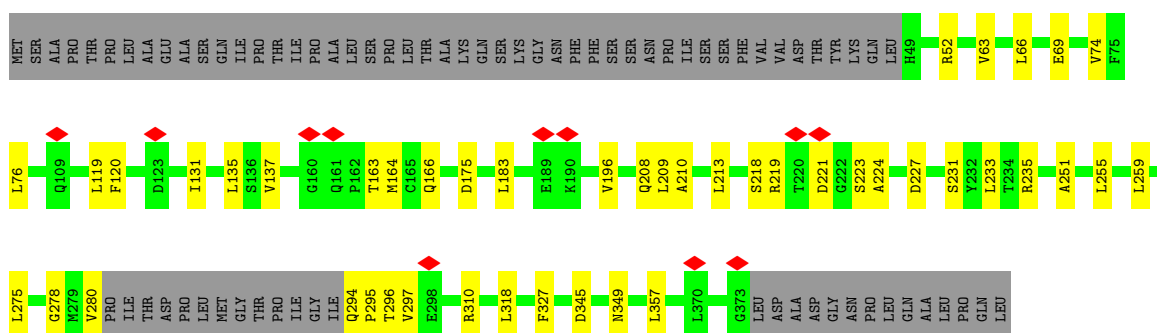 MET SER ALA PRO THR PRO LEU ALA GLU ALA SER GLN ILE PRO THR ILE PRO ALA LEU SER PRO LEU THR ALA LYS GLN SER LYS GLY ASN PHE PHE SER SER ASN PRO ILE SER SER PHE VAL VAL ASP THR TYR LYS GLN LEU H49 R52 V63 L66 E69 V74 F75
L76 Q109 L119 F120 D123 I131 L135 S136 V137 G160 Q161 P162 T163 M164 C165 Q166 D175 L183 E189 K190 V196 Q208 L209 A210 L213 S218 R219 T220 D221 G222 S223 A224 D227 S231 Y232 L233 T234 R235 A251 L255 L259
L275 G278 M279 V280 PRO ILE THR ASP PRO LEU MET GLY THR PRO ILE GLY ILE Q294 P295 T296 V297 E298 R310 L318 F327 D345 N349 L357 L370 G373 LEU ASP ALA ASP GLY ASN PRO LEU GLN ALA LEU PRO GLN LEU